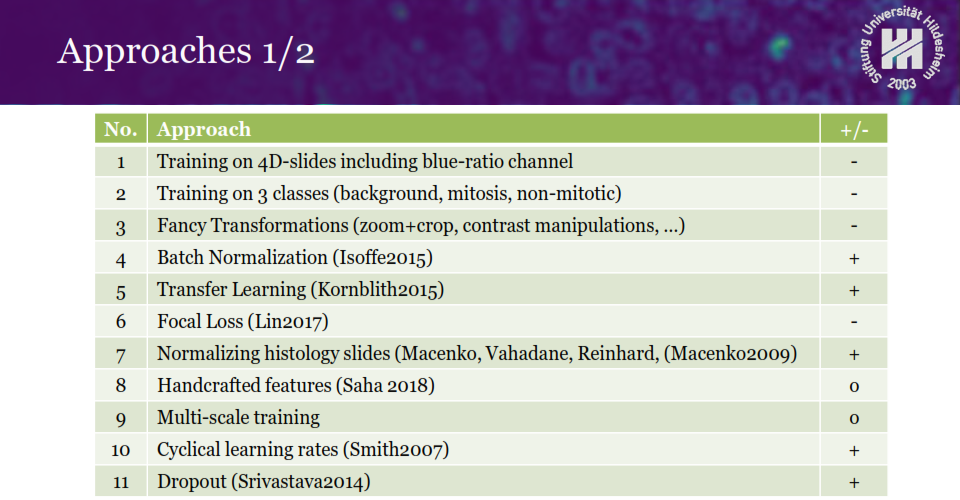 Approaches 1/2
Stiftung Universität Hildesheim
2003
No. Approach +/-
1 Training on 4D-slides including blue-ratio channel -
2 Training on 3 classes (background, mitosis, non-mitotic) -
3 Fancy Transformations (zoom+crop, contrast manipulations, ...) -
4 Batch Normalization (Isoffe2015) +
5 Transfer Learning (Kornblith2015) +
6 Focal Loss (Lin2017) -
7 Normalizing histology slides (Macenko, Vahadane, Reinhard, (Macenko2009) +
8 Handcrafted features (Saha 2018) o
9 Multi-scale training o
10 Cyclical learning rates (Smith2007) +
11 Dropout (Srivastava2014) +